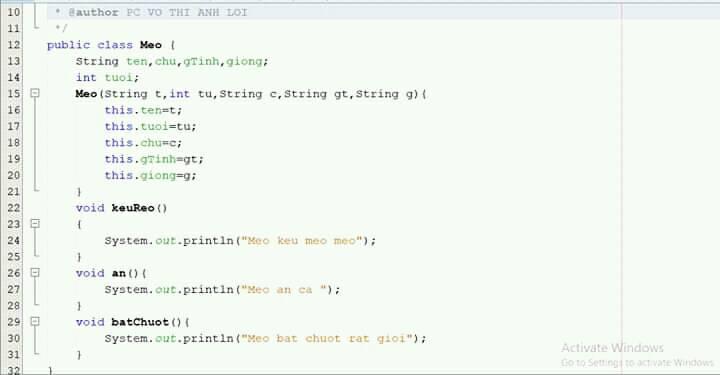 10 * @author PC VO THI ANH LOI
11 */
12 public class Meo {
13 String ten,chu,gTinh,giong;
14 int tuoi;
15 Meo(String t,int tu,String c,String gt,String g){
16 this.ten=t;
17 this.tuoi=tu;
18 this.chu=c;
19 this.gTinh=gt;
20 this.giong=g;
21 }
22 void keuReo()
23 {
24 System.out.println("Meo keu meo meo");
25 }
26 void an(){
27 System.out.println("Meo an ca ");
28 }
29 void batChuot(){
30 System.out.println("Meo bat chuot rat gioi");
31 }
32 }
Activate Windows
Go to Settings to activate Windows.